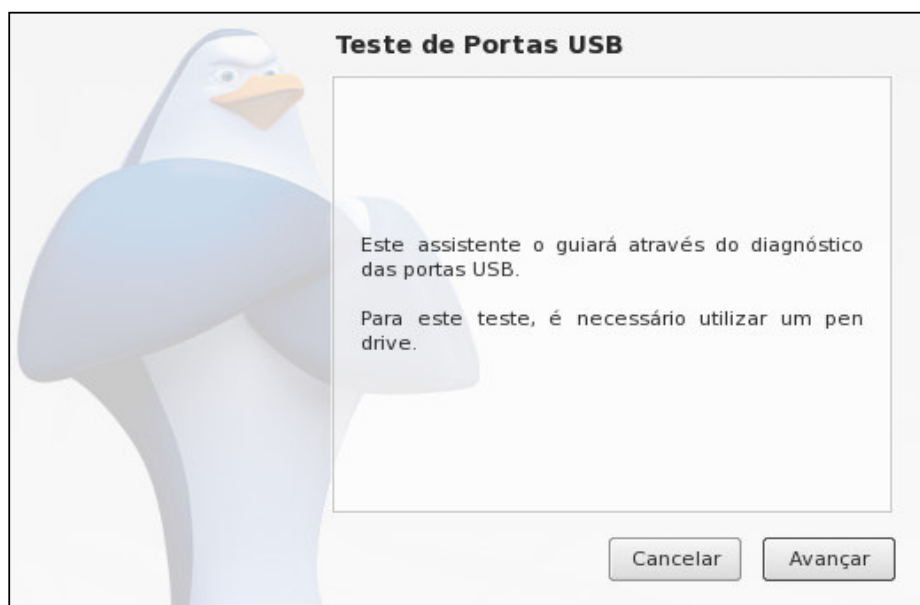 Teste de Portas USB
Este assistente o guiará através do diagnóstico
das portas USB.
Para este teste, é necessário utilizar um pen
drive.
Cancelar
Avançar